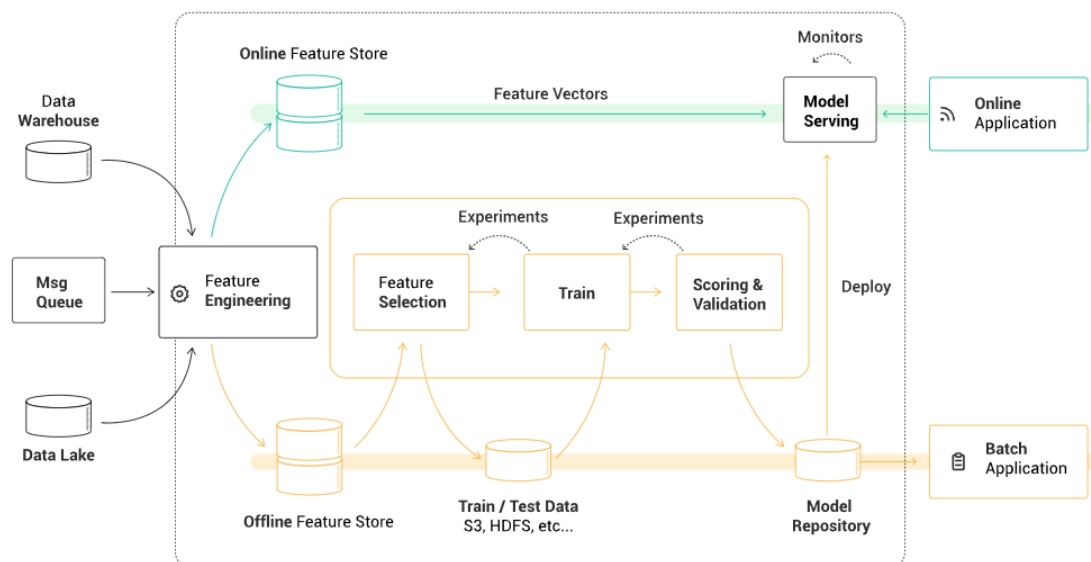 Monitors
Online Feature Store
Feature Vectors
Model
Serving
Online
Application
Data
Warehouse
Experiments
Experiments
Msg
Queue
Feature
Engineering
Feature
Selection
Train
Scoring &
Validation
Deploy
Data Lake
Batch
Application
Offline Feature Store
Train / Test Data
S3, HDFS, etc...
Model
Repository